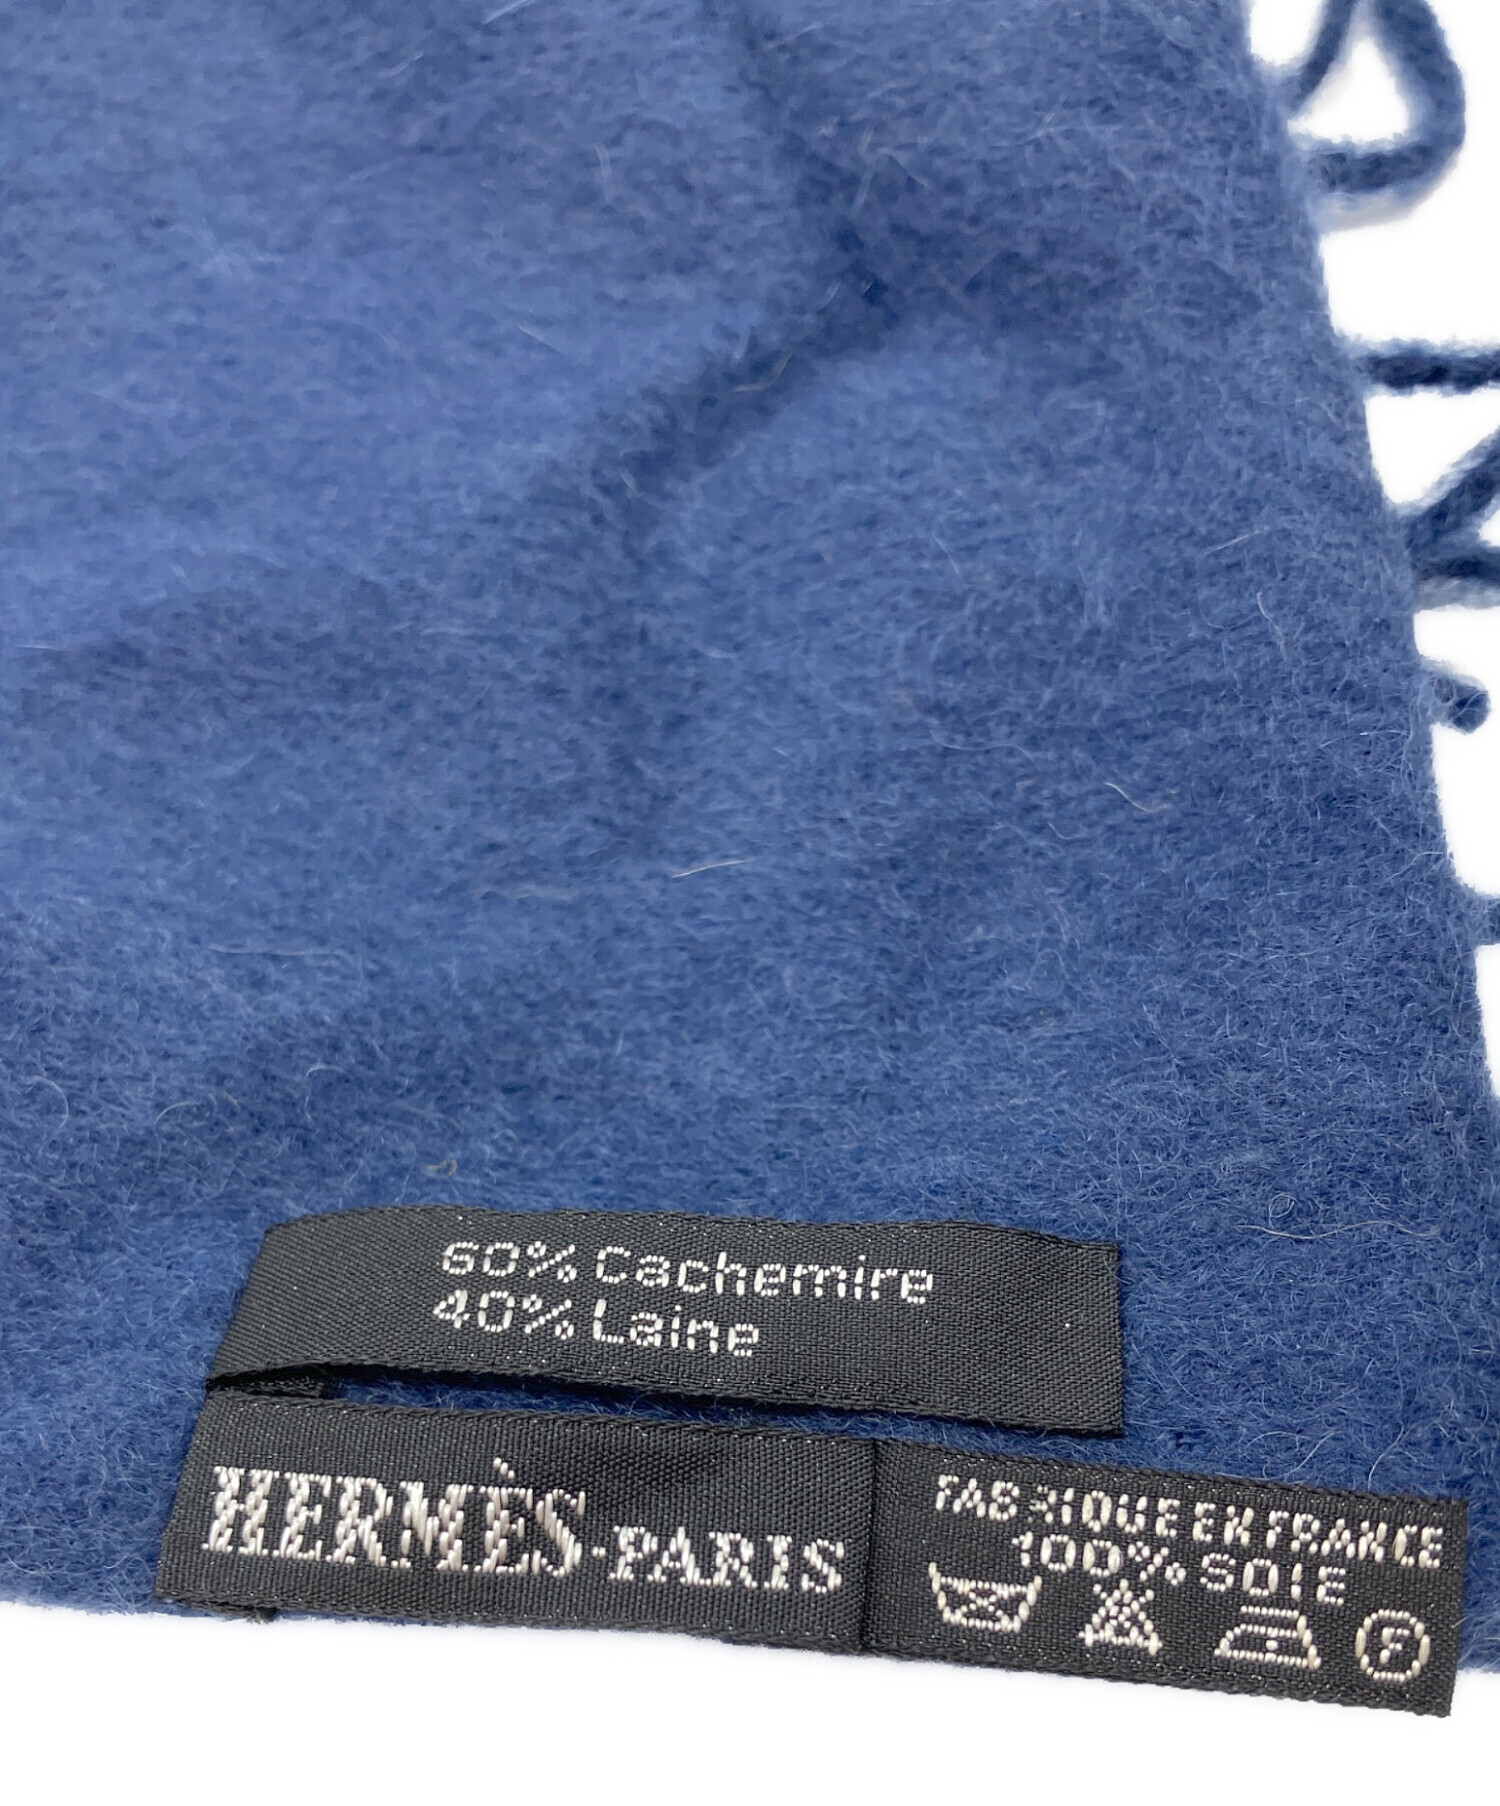 60% Cachemire
40% Laine
HERMÈS-PARIS
FABRIQUE EN FRANCE
100% SOIE
F